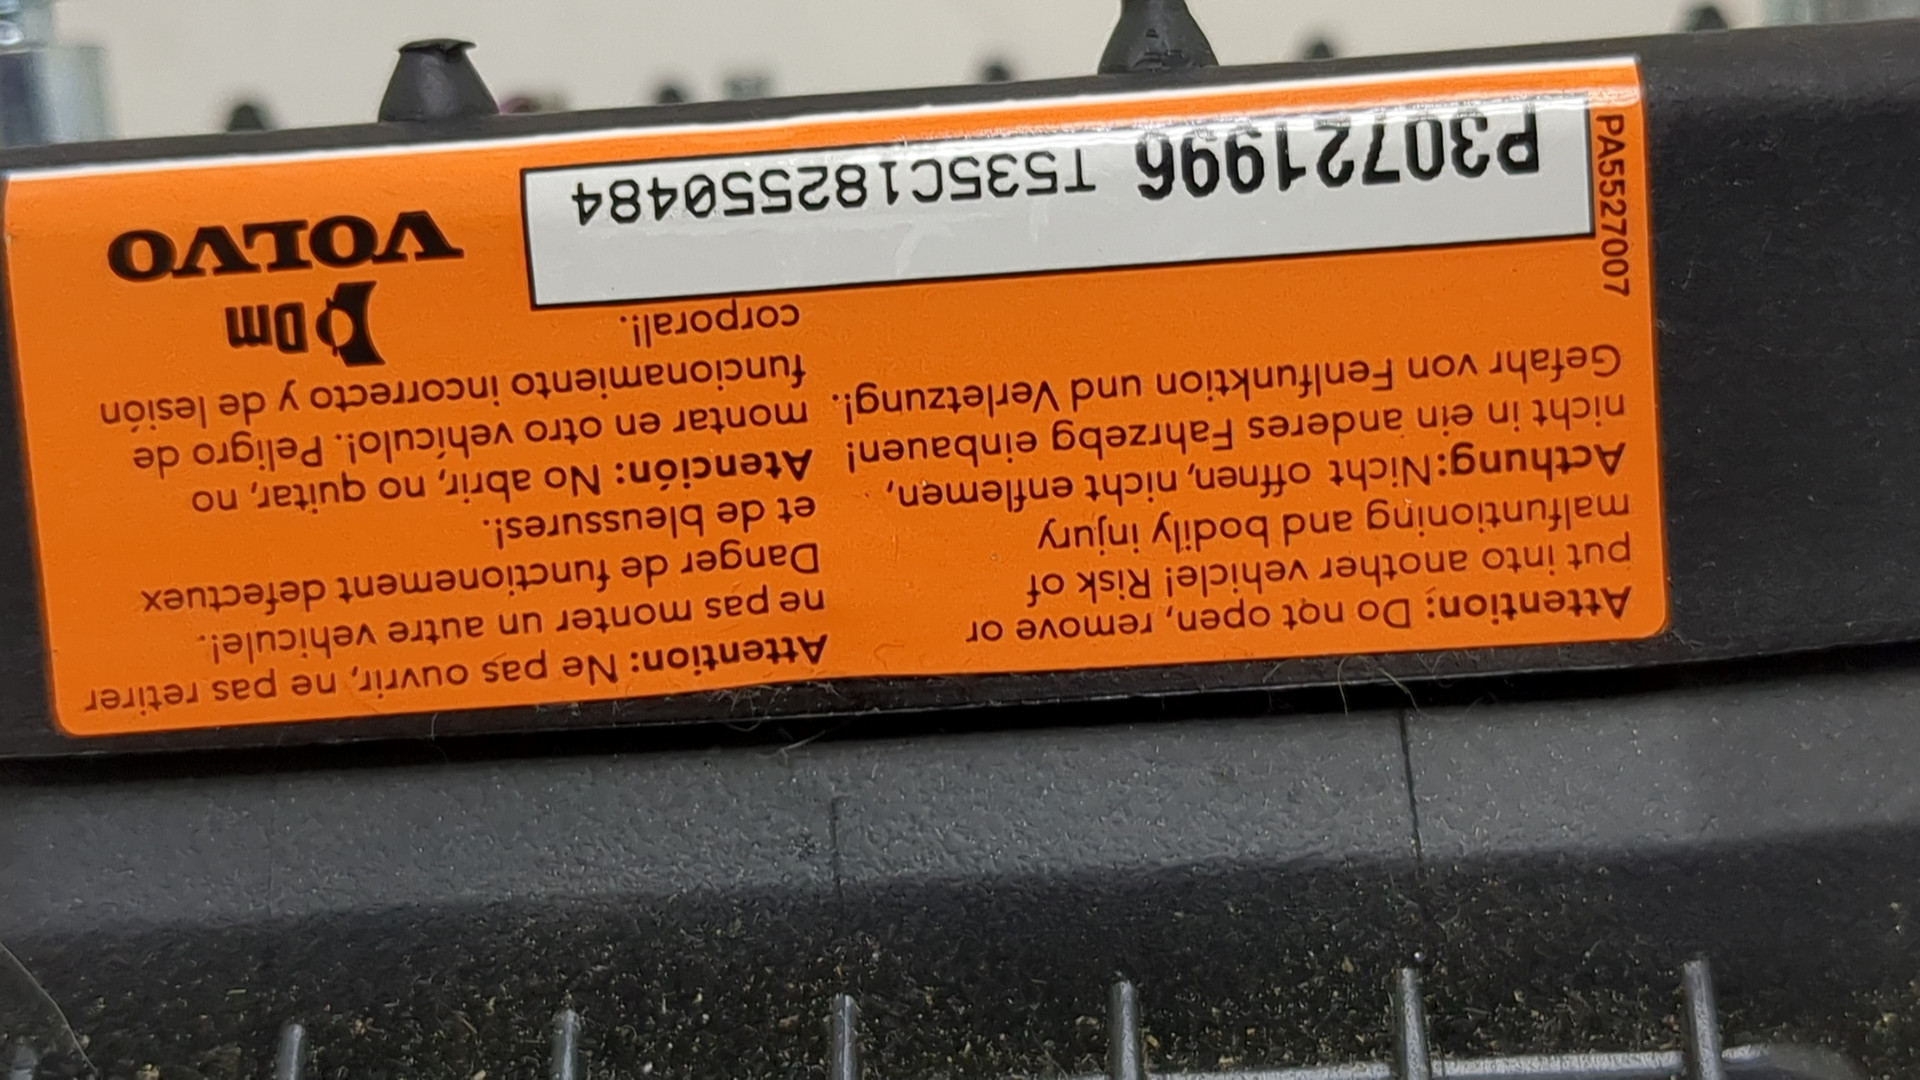 Attention: Do not open, remove or
put into another vehicle! Risk of
malfuntioning and bodily injury
Acthung:Nicht offnen, nicht enflemen,
nicht in ein anderes Fahrzebg einbauen!
Gefahr von Fenlfunktion und Verletzung!.
Attention: Ne pas ouvrir, ne pas retirer
ne pas monter un autre vehicule!.
Danger de functionement defectuex
et de bleussures!.
Atención: No abrir, no quitar, no
montar en otro vehículo!. Peligro de
funcionamiento incorrecto y de lesión
corporal!.
PA5527007
P30721996 T535C182550484
Dm
VOLVO